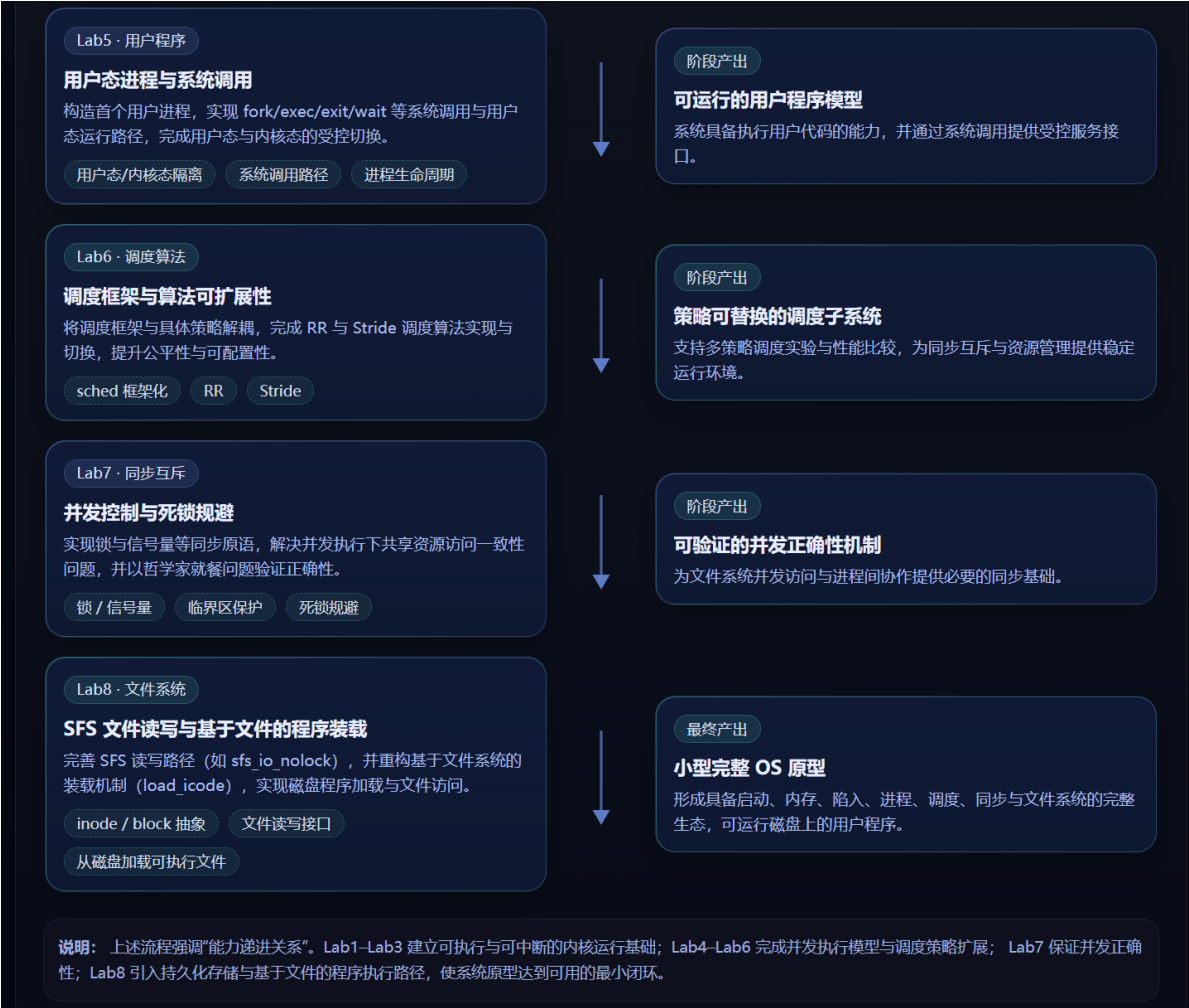 Lab5 · 用户程序
用户态进程与系统调用
构造首个用户进程，实现 fork/exec/exit/wait 等系统调用与用户
态运行路径，完成用户态与内核态的受控切换。
用户态/内核态隔离
系统调用路径
进程生命周期
阶段产出
可运行的用户程序模型
系统具备执行用户代码的能力，并通过系统调用提供受控服务接
口。
Lab6 · 调度算法
调度框架与算法可扩展性
将调度框架与具体策略解耦，完成 RR 与 Stride 调度算法实现与
切换，提升公平性与可配置性。
sched 框架化
RR
Stride
阶段产出
策略可替换的调度子系统
支持多策略调度实验与性能比较，为同步互斥与资源管理提供稳定
运行环境。
Lab7 · 同步互斥
并发控制与死锁规避
实现锁与信号量等同步原语，解决并发执行下共享资源访问一致性
问题，并以哲学家就餐问题验证正确性。
锁 / 信号量
临界区保护
死锁规避
阶段产出
可验证的并发正确性机制
为文件系统并发访问与进程间协作提供必要的同步基础。
Lab8 · 文件系统
SFS 文件读写与基于文件的程序装载
完善 SFS 读写路径（如 sfs_io_nolock），并重构基于文件系统的
装载机制（load_icode），实现磁盘程序加载与文件访问。
inode / block 抽象
文件读写接口
从磁盘加载可执行文件
最终产出
小型完整 OS 原型
形成具备启动、内存、陷入、进程、调度、同步与文件系统的完整
生态，可运行磁盘上的用户程序。
说明： 上述流程强调“能力递进关系”。Lab1–Lab3 建立可执行与可中断的内核运行基础；Lab4–Lab6 完成并发执行模型与调度策略扩展； Lab7 保证并发正确
性；Lab8 引入持久化存储与基于文件的程序执行路径，使系统原型达到可用的最小闭环。